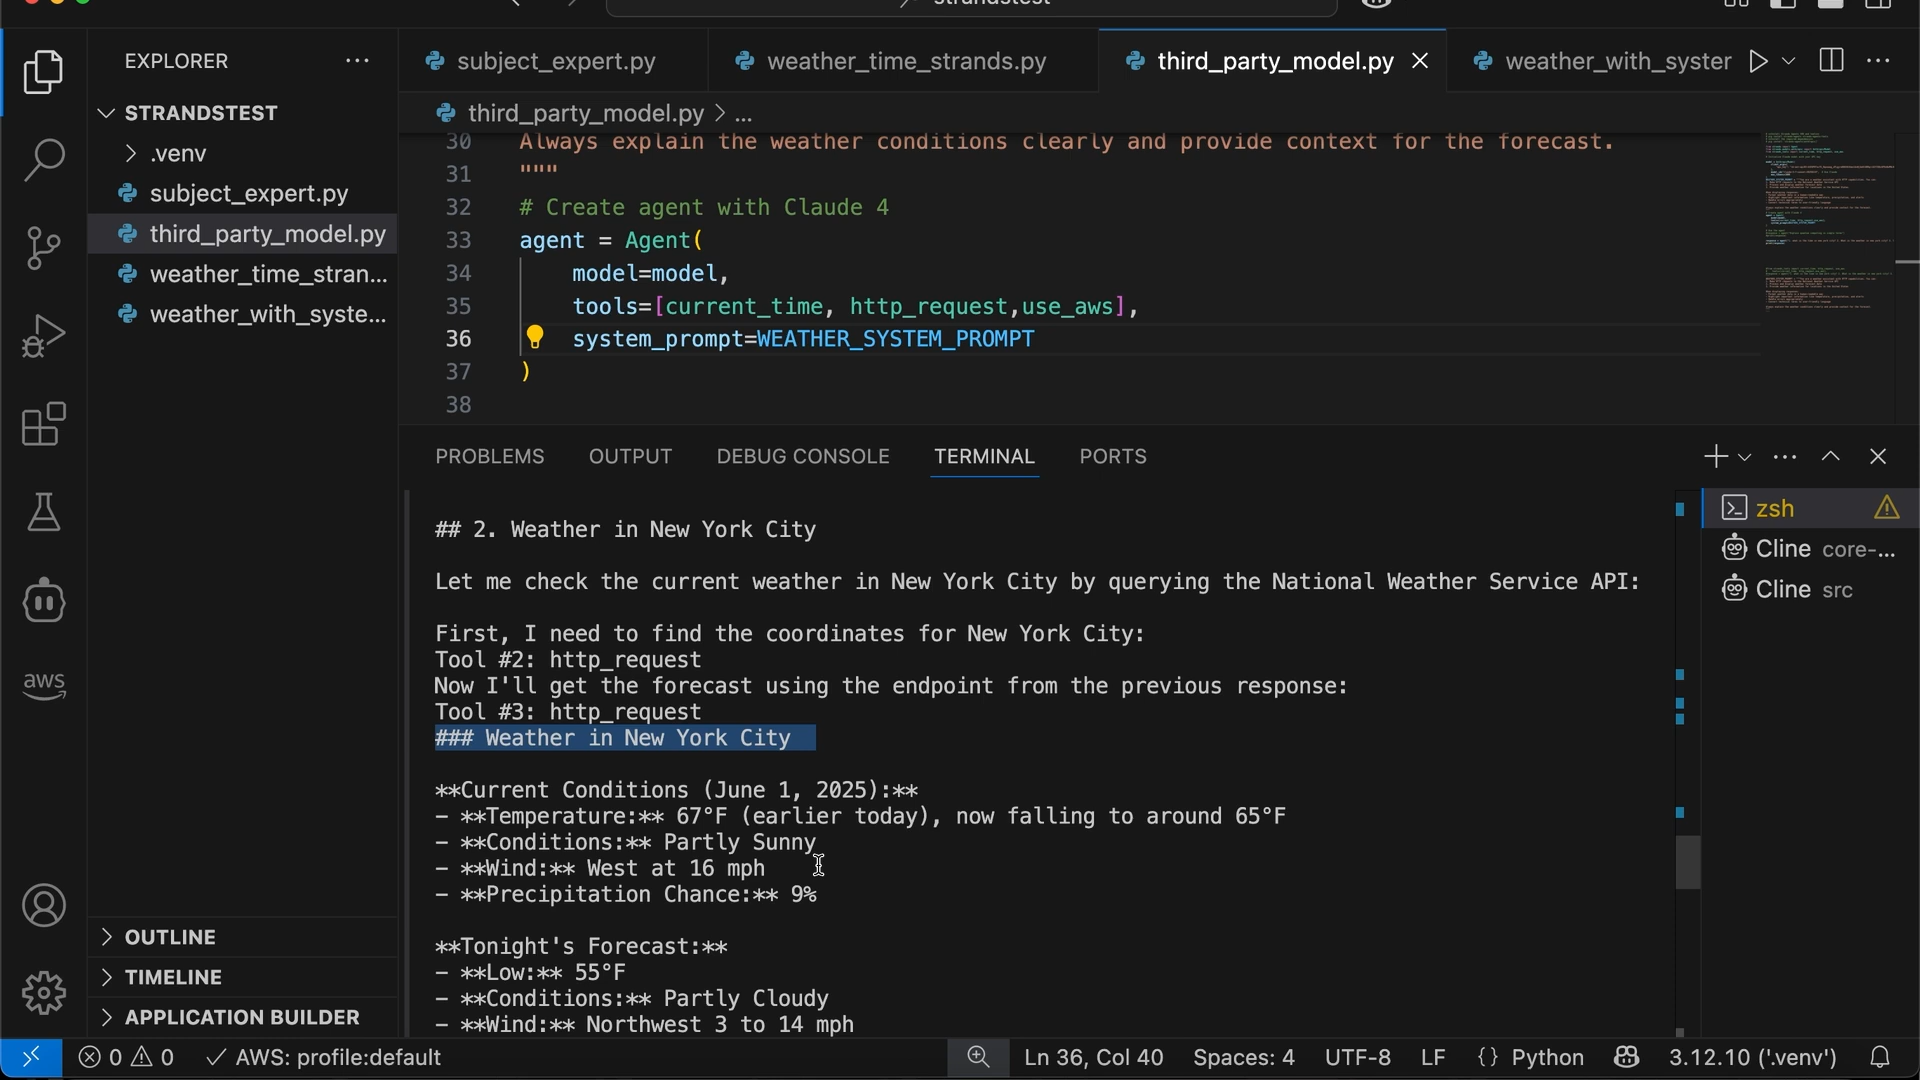 strandstest
EXPLORER
subject_expert.py
weather_time_strands.py
third_party_model.py
weather_with_syster
STRANDSTEST
third_party_model.py > ...
.venv
subject_expert.py
third_party_model.py
weather_time_stran...
weather_with_syste...
30 Always explain the weather conditions clearly and provide context for the forecast.
31 """
32 # Create agent with Claude 4
33 agent = Agent(
34 model=model,
35 tools=[current_time, http_request,use_aws],
36 system_prompt=WEATHER_SYSTEM_PROMPT
37 )
38
PROBLEMS OUTPUT DEBUG CONSOLE TERMINAL PORTS
zsh
Cline core-...
Cline src
## 2. Weather in New York City
Let me check the current weather in New York City by querying the National Weather Service API:
First, I need to find the coordinates for New York City:
Tool #2: http_request
Now I'll get the forecast using the endpoint from the previous response:
Tool #3: http_request
### Weather in New York City
**Current Conditions (June 1, 2025):**
- **Temperature:** 67°F (earlier today), now falling to around 65°F
- **Conditions:** Partly Sunny
- **Wind:** West at 16 mph
- **Precipitation Chance:** 9%
**Tonight's Forecast:**
- **Low:** 55°F
- **Conditions:** Partly Cloudy
- **Wind:** Northwest 3 to 14 mph
aws
OUTLINE
TIMELINE
APPLICATION BUILDER
0 0 AWS: profile:default
Ln 36, Col 40 Spaces: 4 UTF-8 LF {} Python 3.12.10 ('.venv')